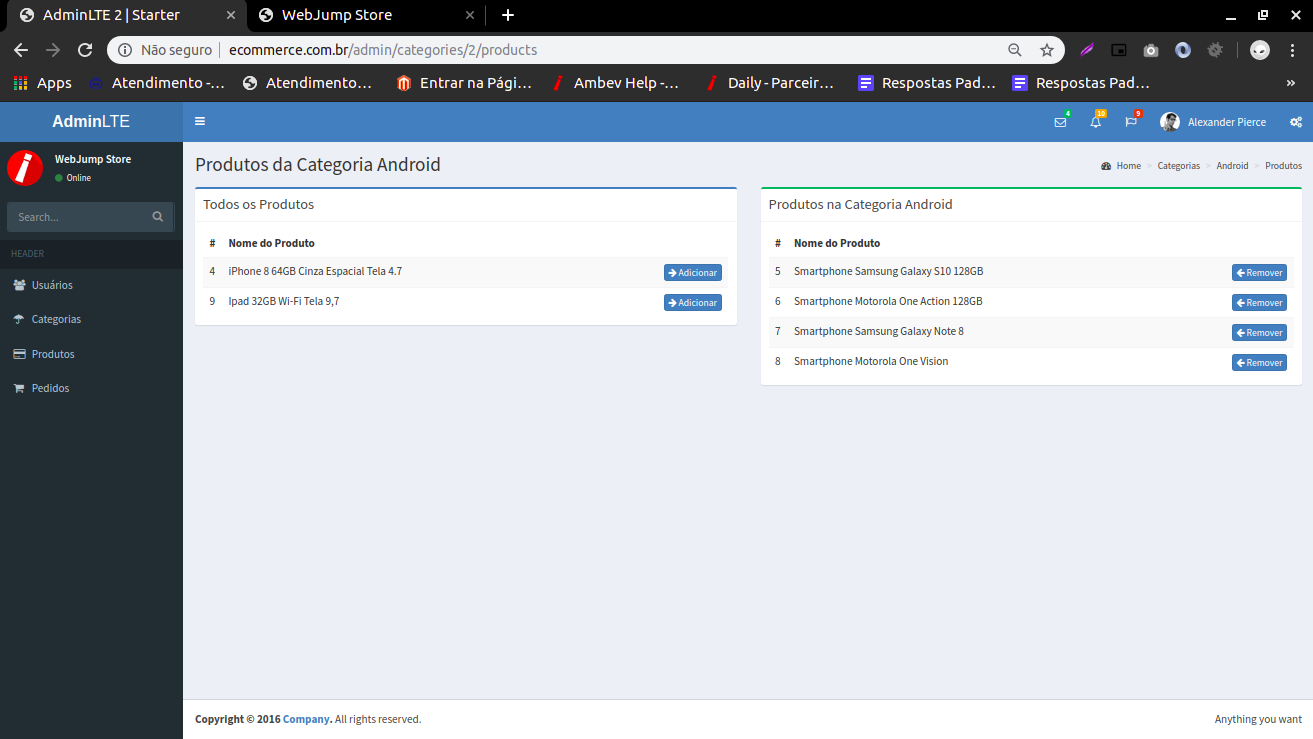 AdminLTE 2 | Starter
WebJump Store
Não seguro
ecommerce.com.br/admin/categories/2/products
Apps
Atendimento -...
Atendimento...
Entrar na Pági...
Ambev Help -...
Daily - Parceir...
Respostas Pad...
Respostas Pad...
»
AdminLTE
4
10
9
Alexander Pierce
WebJump Store
Online
Search...
HEADER
Usuários
Categorias
Produtos
Pedidos
Produtos da Categoria Android
Home > Categorias > Android > Produtos
Todos os Produtos
# Nome do Produto
4 iPhone 8 64GB Cinza Espacial Tela 4.7 Adicionar
9 Ipad 32GB Wi-Fi Tela 9,7 Adicionar
Produtos na Categoria Android
# Nome do Produto
5 Smartphone Samsung Galaxy S10 128GB Remover
6 Smartphone Motorola One Action 128GB Remover
7 Smartphone Samsung Galaxy Note 8 Remover
8 Smartphone Motorola One Vision Remover
Copyright © 2016 Company. All rights reserved.
Anything you want